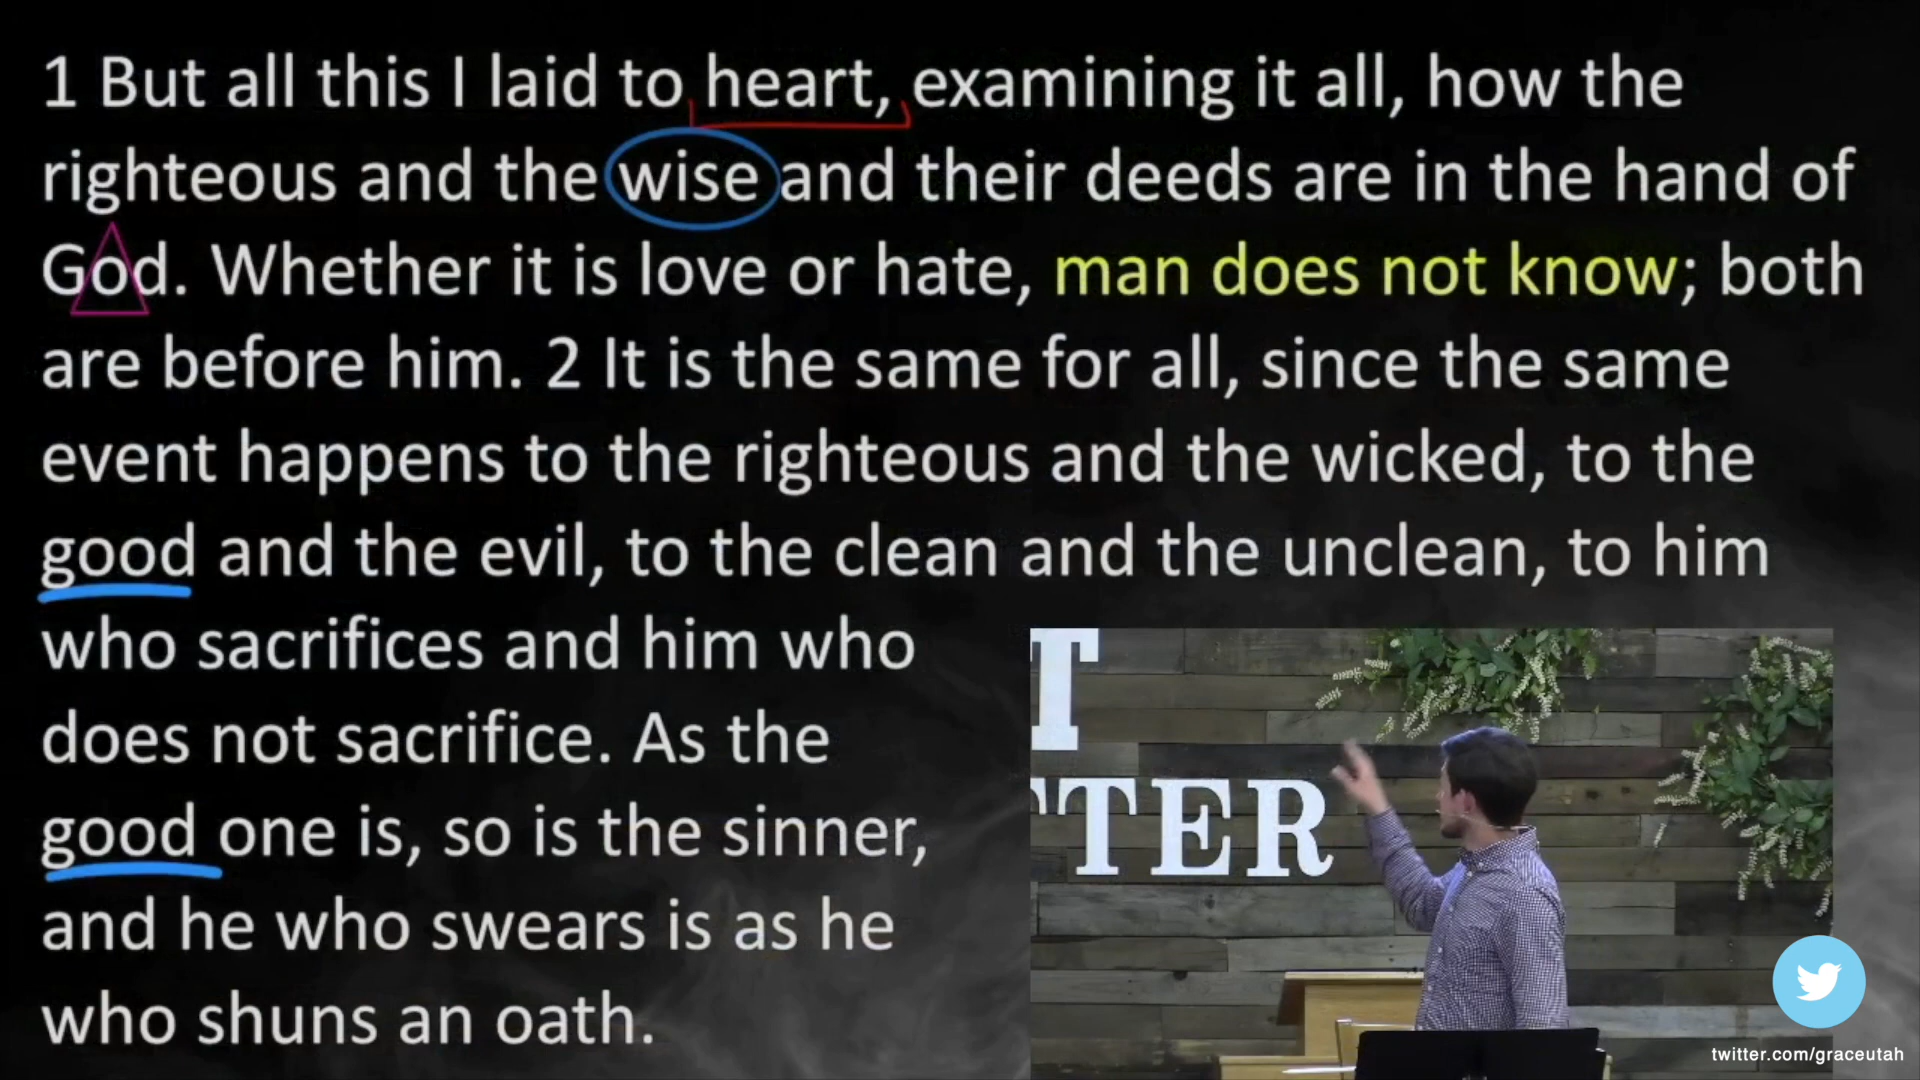 1 But all this I laid to heart, examining it all, how the
righteous and the wise and their deeds are in the hand of
God. Whether it is love or hate, man does not know; both
are before him. 2 It is the same for all, since the same
event happens to the righteous and the wicked, to the
good and the evil, to the clean and the unclean, to him
who sacrifices and him who
does not sacrifice. As the
good one is, so is the sinner,
and he who swears is as he
who shuns an oath.
T
TTER
twitter.com/graceutah